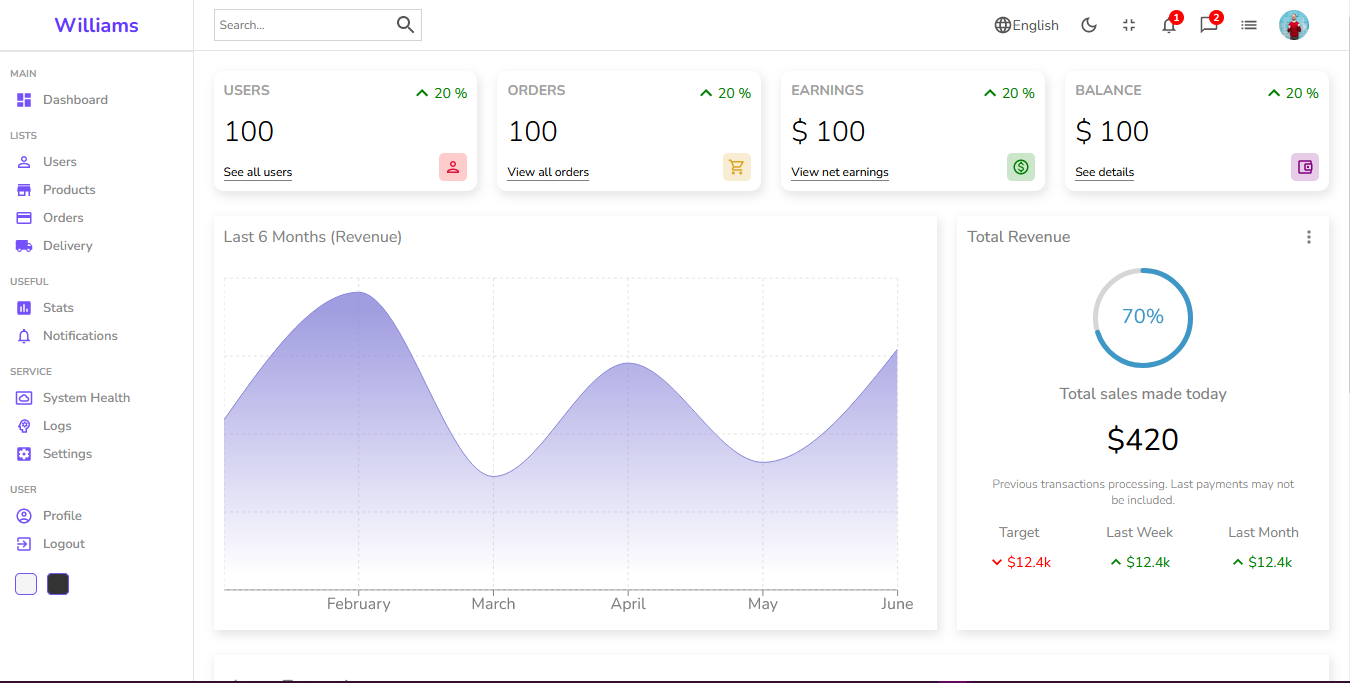 Williams
Search...
English
1
2
MAIN
Dashboard
LISTS
Users
Products
Orders
Delivery
USEFUL
Stats
Notifications
SERVICE
System Health
Logs
Settings
USER
Profile
Logout
USERS
20 %
100
See all users
ORDERS
20 %
100
View all orders
EARNINGS
20 %
$ 100
View net earnings
BALANCE
20 %
$ 100
See details
Last 6 Months (Revenue)
February
March
April
May
June
Total Revenue
70%
Total sales made today
$420
Previous transactions processing. Last payments may not
be included.
Target
Last Week
Last Month
$12.4k
$12.4k
$12.4k